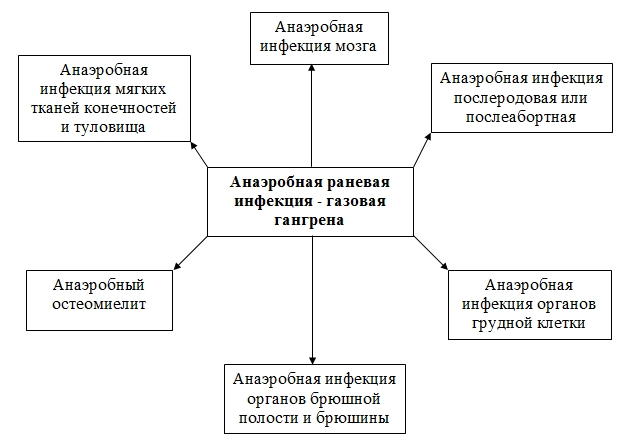 Анаэробная
инфекция мозга
Анаэробная
инфекция мягких
тканей конечностей
и туловища
Анаэробная инфекция
послеродовая или
послеабортная
Анаэробная раневая
инфекция - газовая
гангрена
Анаэробный
остеомиелит
Анаэробная
инфекция органов
грудной клетки
Анаэробная инфекция
органов брюшной
полости и брюшины